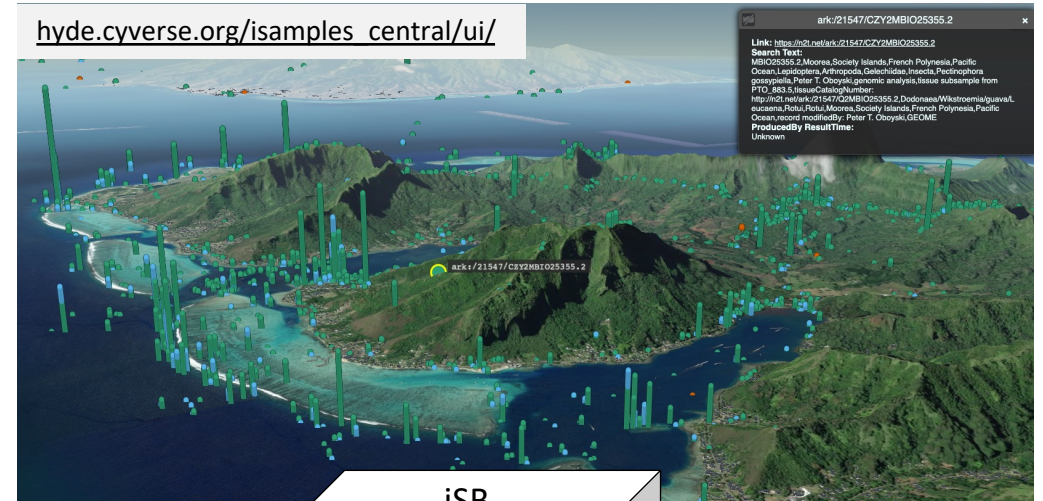 hyde.cyverse.org/isamples_central/ui/
ark:/21547/CZY2MBIO25355.2
×
Link: https://n2t.net/ark:/21547/CZY2MBIO25355.2
Search Text:
MBIO25355.2,Moorea,Society Islands,French Polynesia,Pacific
Ocean,Lepidoptera,Arthropoda,Gelechiidae,Insecta,Pectinophora
gossypiella,Peter T. Oboyski,genomic analysis,tissue subsample from
PTO_883.5,tissueCatalogNumber:
http://n2t.net/ark:/21547/Q2MBIO25355.2,Dodonaea/Wikstroemia/guava/L
eucaena,Rotui,Rotui,Moorea,Society Islands,French Polynesia,Pacific
Ocean,record modifiedBy: Peter T. Oboyski,GEOME
ProducedBy ResultTime:
Unknown
ark:/21547/CZY2MBIO25355.2
iSB